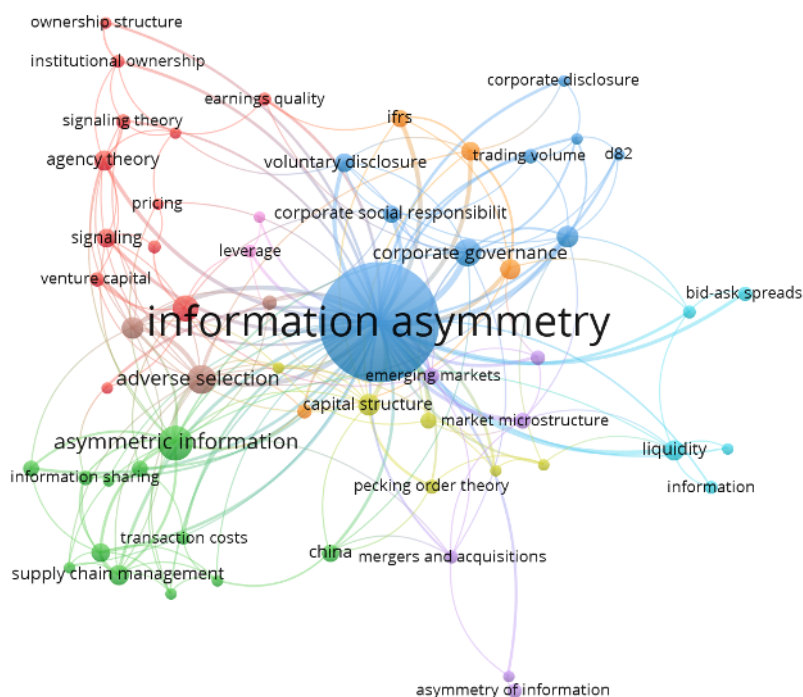 ownership structure
institutional ownership
corporate disclosure
earnings quality
ifrs
signaling theory
agency theory
voluntary disclosure
trading volume
d82
pricing
corporate social responsibilit
signaling
leverage
corporate governance
venture capital
bid-ask spreads
information asymmetry
adverse selection
emerging markets
capital structure
market microstructure
asymmetric information
liquidity
information sharing
pecking order theory
information
transaction costs
china
mergers and acquisitions
supply chain management
asymmetry of information